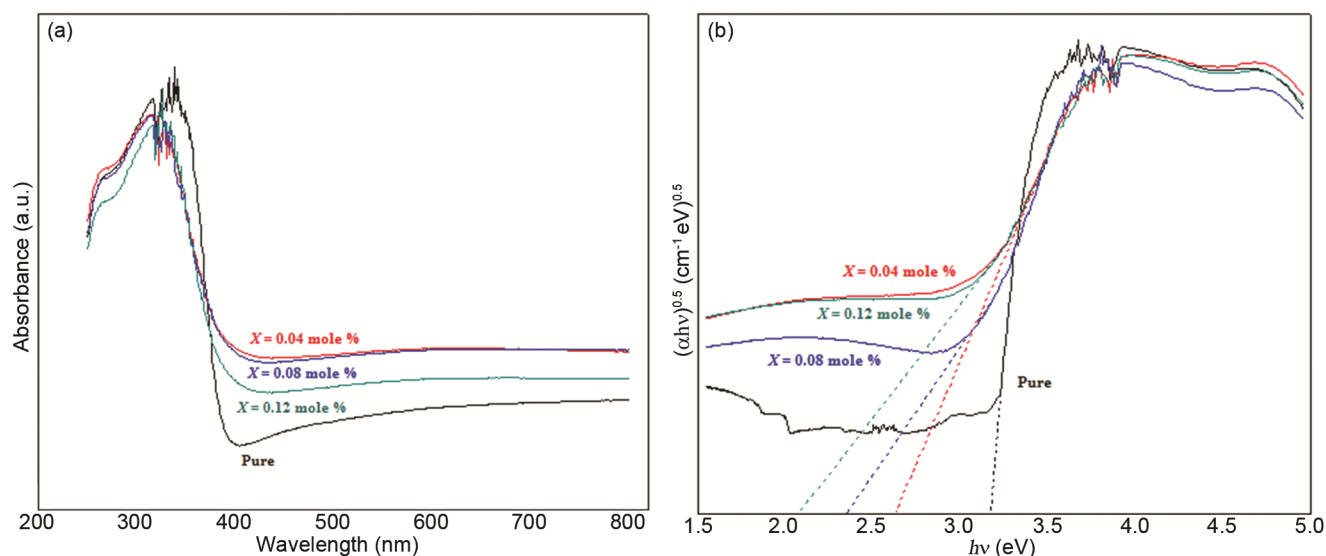 (a)
Absorbance (a.u.)
X = 0.04 mole %
X = 0.08 mole %
X = 0.12 mole %
Pure
200 300 400 500 600 700 800
Wavelength (nm)
(b)
(αhν)^0.5 (cm⁻¹ eV)^0.5
X = 0.04 mole %
X = 0.12 mole %
X = 0.08 mole %
Pure
1.5 2.0 2.5 3.0 3.5 4.0 4.5 5.0
hν (eV)